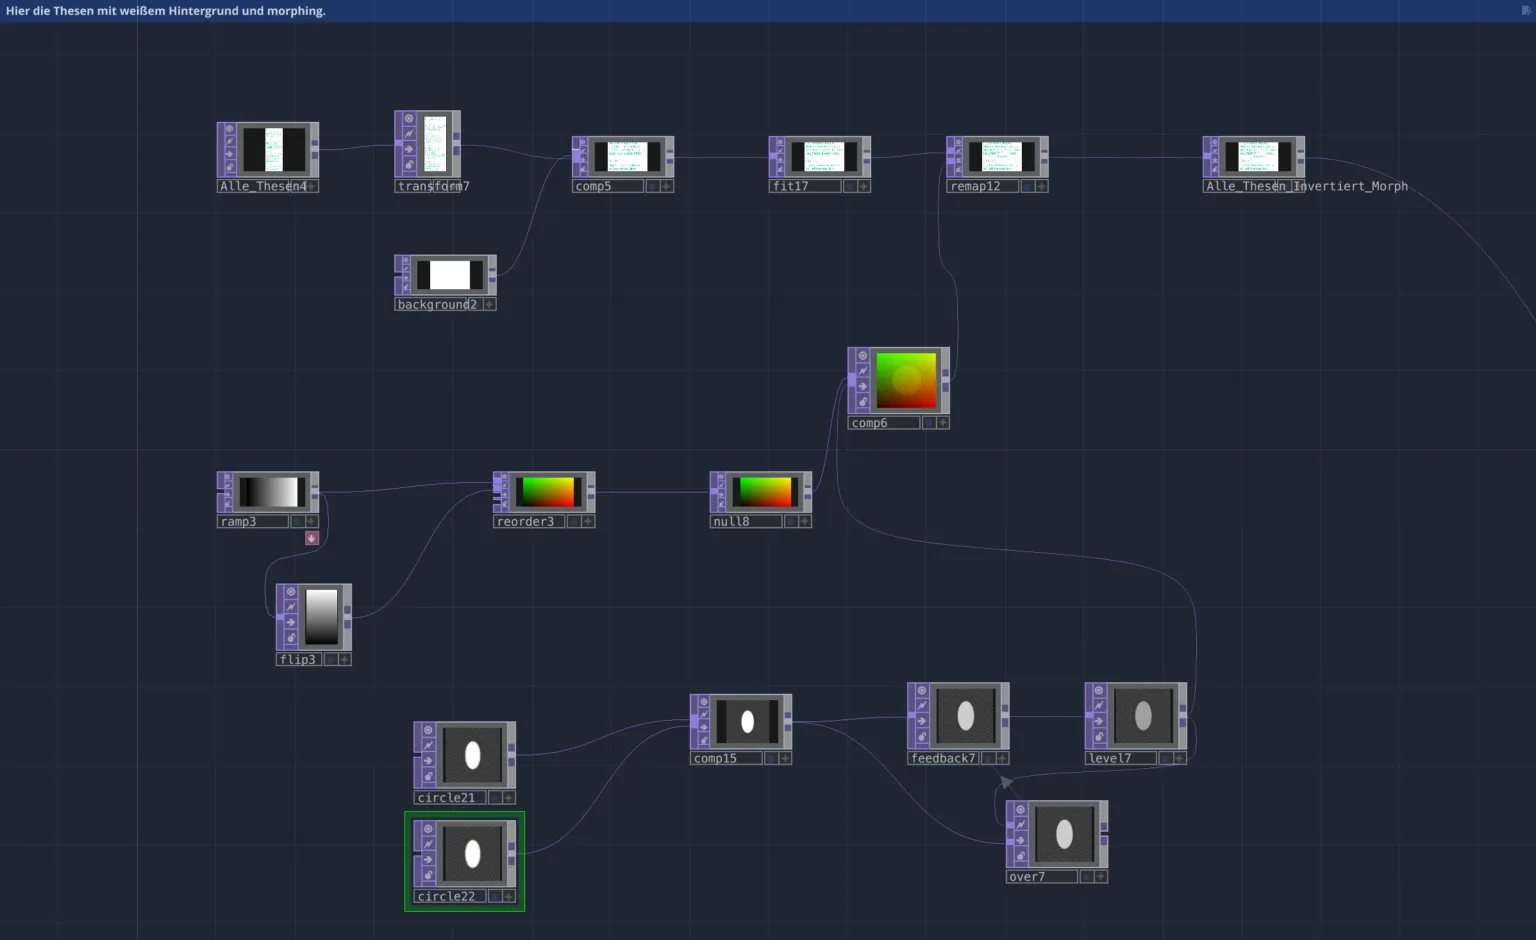 Hier die Thesen mit weißem Hintergrund und morphing.
Alle_Thesen4
transform7
comp5
fit17
remap12
Alle_Thesen_Invertiert_Morph
background2
comp6
ramp3
reorder3
null8
flip3
circle21
comp15
feedback7
level7
circle22
over7